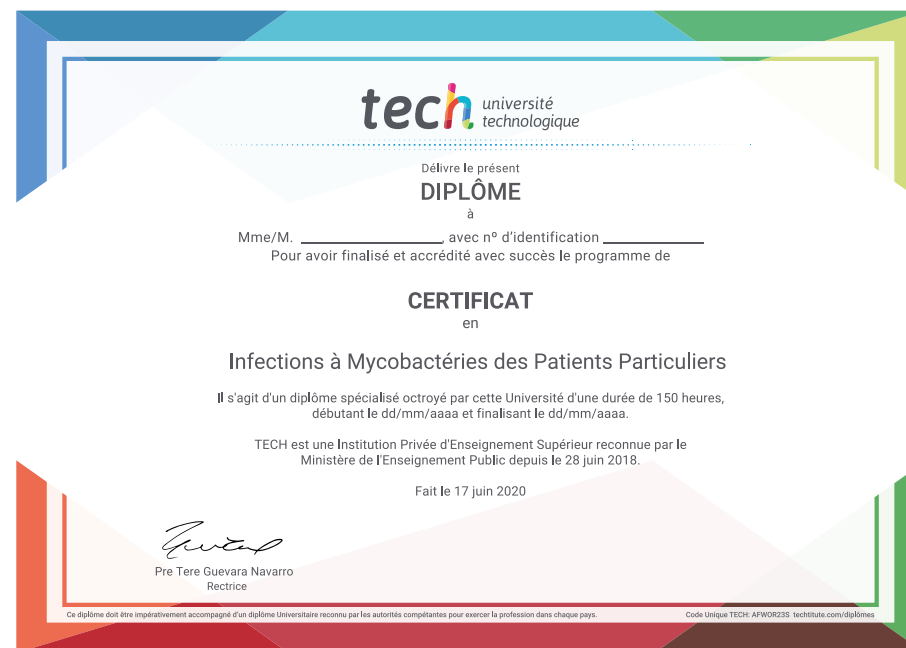 tech université
technologique
Délivre le présent
DIPLÔME
à
Mme/M. ____________________, avec nº d'identification ______________
Pour avoir finalisé et accrédité avec succès le programme de
CERTIFICAT
en
Infections à Mycobactéries des Patients Particuliers
Il s'agit d'un diplôme spécialisé octroyé par cette Université d'une durée de 150 heures,
débutant le dd/mm/aaaa et finalisant le dd/mm/aaaa.
TECH est une Institution Privée d'Enseignement Supérieur reconnue par le
Ministère de l'Enseignement Public depuis le 28 juin 2018.
Fait le 17 juin 2020
Pre Tere Guevara Navarro
Rectrice
Ce diplôme doit être impérativement accompagné d'un diplôme Universitaire reconnu par les autorités compétantes pour exercer la profession dans chaque pays.
Code Unique TECH: AFWOR23S techtitute.com/diplômes